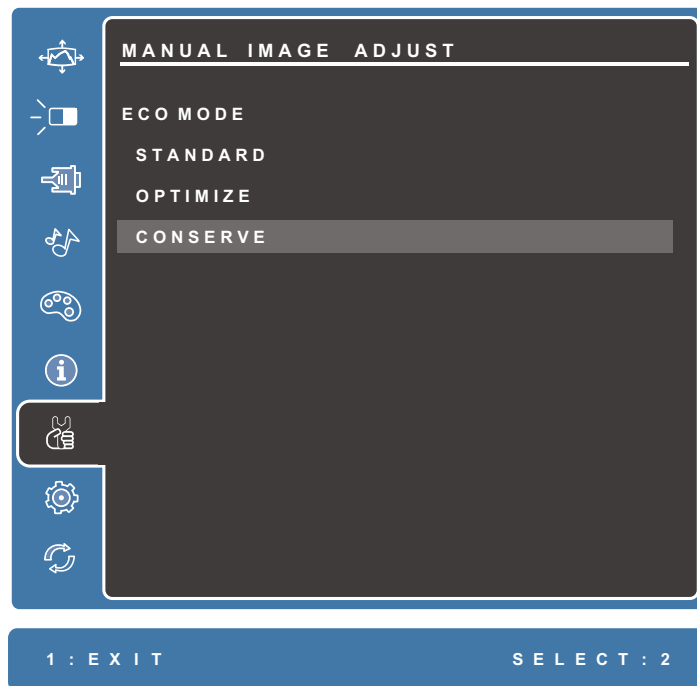 MANUAL IMAGE ADJUST
ECO MODE
STANDARD
OPTIMIZE
CONSERVE
1 : EXIT SELECT : 2